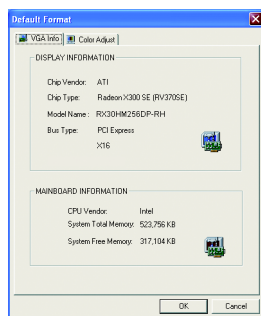 Default Format
VGA Info
Color Adjust
DISPLAY INFORMATION
Chip Vendor: ATI
Chip Type: Radeon X300 SE (RV370SE)
Model Name : RX30HM256DP-RH
Bus Type: PCI Express
X16
MAINBOARD INFORMATION
CPU Vendor: Intel
System Total Memory: 523,756 KB
System Free Memory: 317,104 KB
OK
Cancel